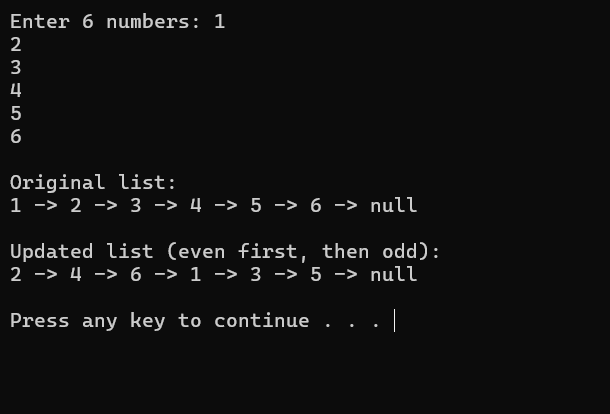 Enter 6 numbers: 1
2
3
4
5
6
Original list:
1 -> 2 -> 3 -> 4 -> 5 -> 6 -> null
Updated list (even first, then odd):
2 -> 4 -> 6 -> 1 -> 3 -> 5 -> null
Press any key to continue . . .